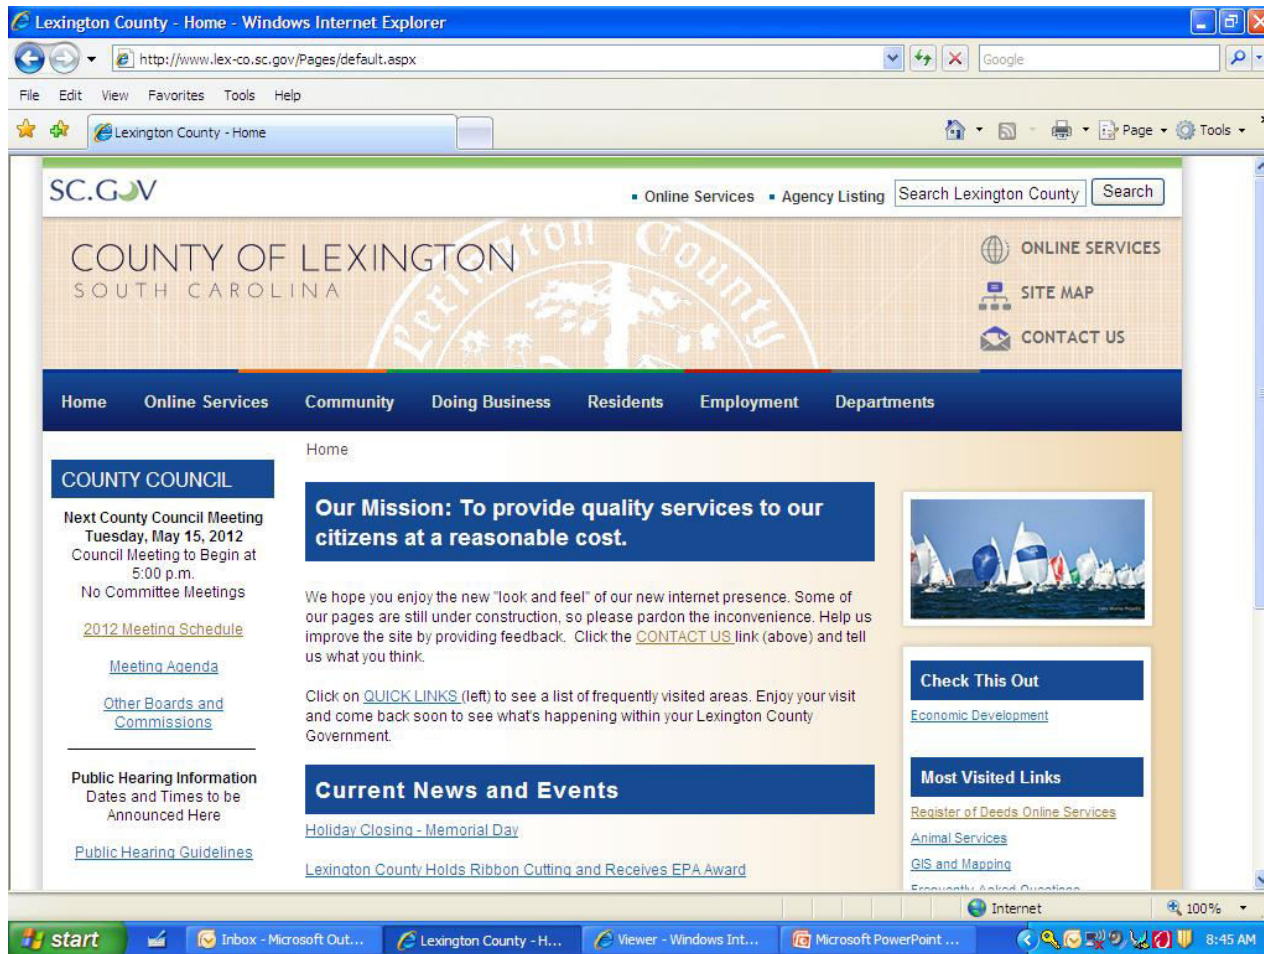 Lexington County - Home - Windows Internet Explorer
http://www.lex-co.sc.gov/Pages/default.aspx
Google
File Edit View Favorites Tools Help
Lexington County - Home
Page Tools
SC.GOV
Online Services Agency Listing Search Lexington County Search
COUNTY OF LEXINGTON
SOUTH CAROLINA
Lexington County
ONLINE SERVICES
SITE MAP
CONTACT US
Home Online Services Community Doing Business Residents Employment Departments
Home
COUNTY COUNCIL
Next County Council Meeting
Tuesday, May 15, 2012
Council Meeting to Begin at
5:00 p.m.
No Committee Meetings
2012 Meeting Schedule
Meeting Agenda
Other Boards and
Commissions
Public Hearing Information
Dates and Times to be
Announced Here
Public Hearing Guidelines
Our Mission: To provide quality services to our
citizens at a reasonable cost.
We hope you enjoy the new "look and feel" of our new internet presence. Some of
our pages are still under construction, so please pardon the inconvenience. Help us
improve the site by providing feedback. Click the CONTACT US link (above) and tell
us what you think.
Click on QUICK LINKS (left) to see a list of frequently visited areas. Enjoy your visit
and come back soon to see what's happening within your Lexington County
Government.
Current News and Events
Holiday Closing - Memorial Day
Lexington County Holds Ribbon Cutting and Receives EPA Award
Check This Out
Economic Development
Most Visited Links
Register of Deeds Online Services
Animal Services
GIS and Mapping
Frequently Asked Questions
Internet 100%
start Inbox - Microsoft Out... Lexington County - H... Viewer - Windows Int... Microsoft PowerPoint ... 8:45 AM